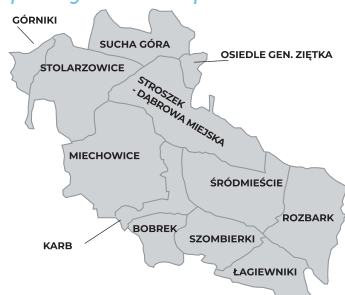 GÓRNIKI
SUCHA GÓRA
OSIEDLE GEN. ZIĘTKA
STOLARZOWICE
STROSZEK
- DĄBROWA MIEJSKA
MIECHOWICE
ŚRÓDMIEŚCIE
ROZBARK
BOBREK
SZOMBIERKI
KARB
ŁAGIEWNIKI